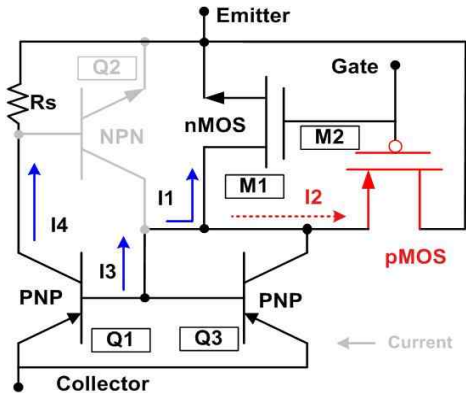 Emitter
Q2
Gate
Rs
NPN
nMOS
M2
M1
I1
I2
I4
I3
pMOS
PNP
PNP
Q1
Q3
Current
Collector